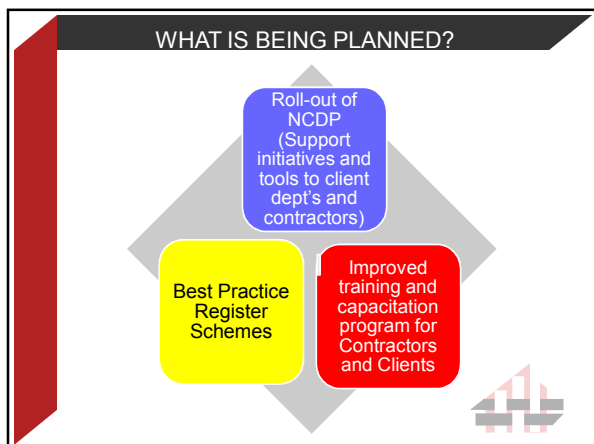 WHAT IS BEING PLANNED?
Roll-out of
NCDP
(Support
initiatives and
tools to client
dept's and
contractors)
Best Practice
Register
Schemes
Improved
training and
capacitation
program for
Contractors
and Clients